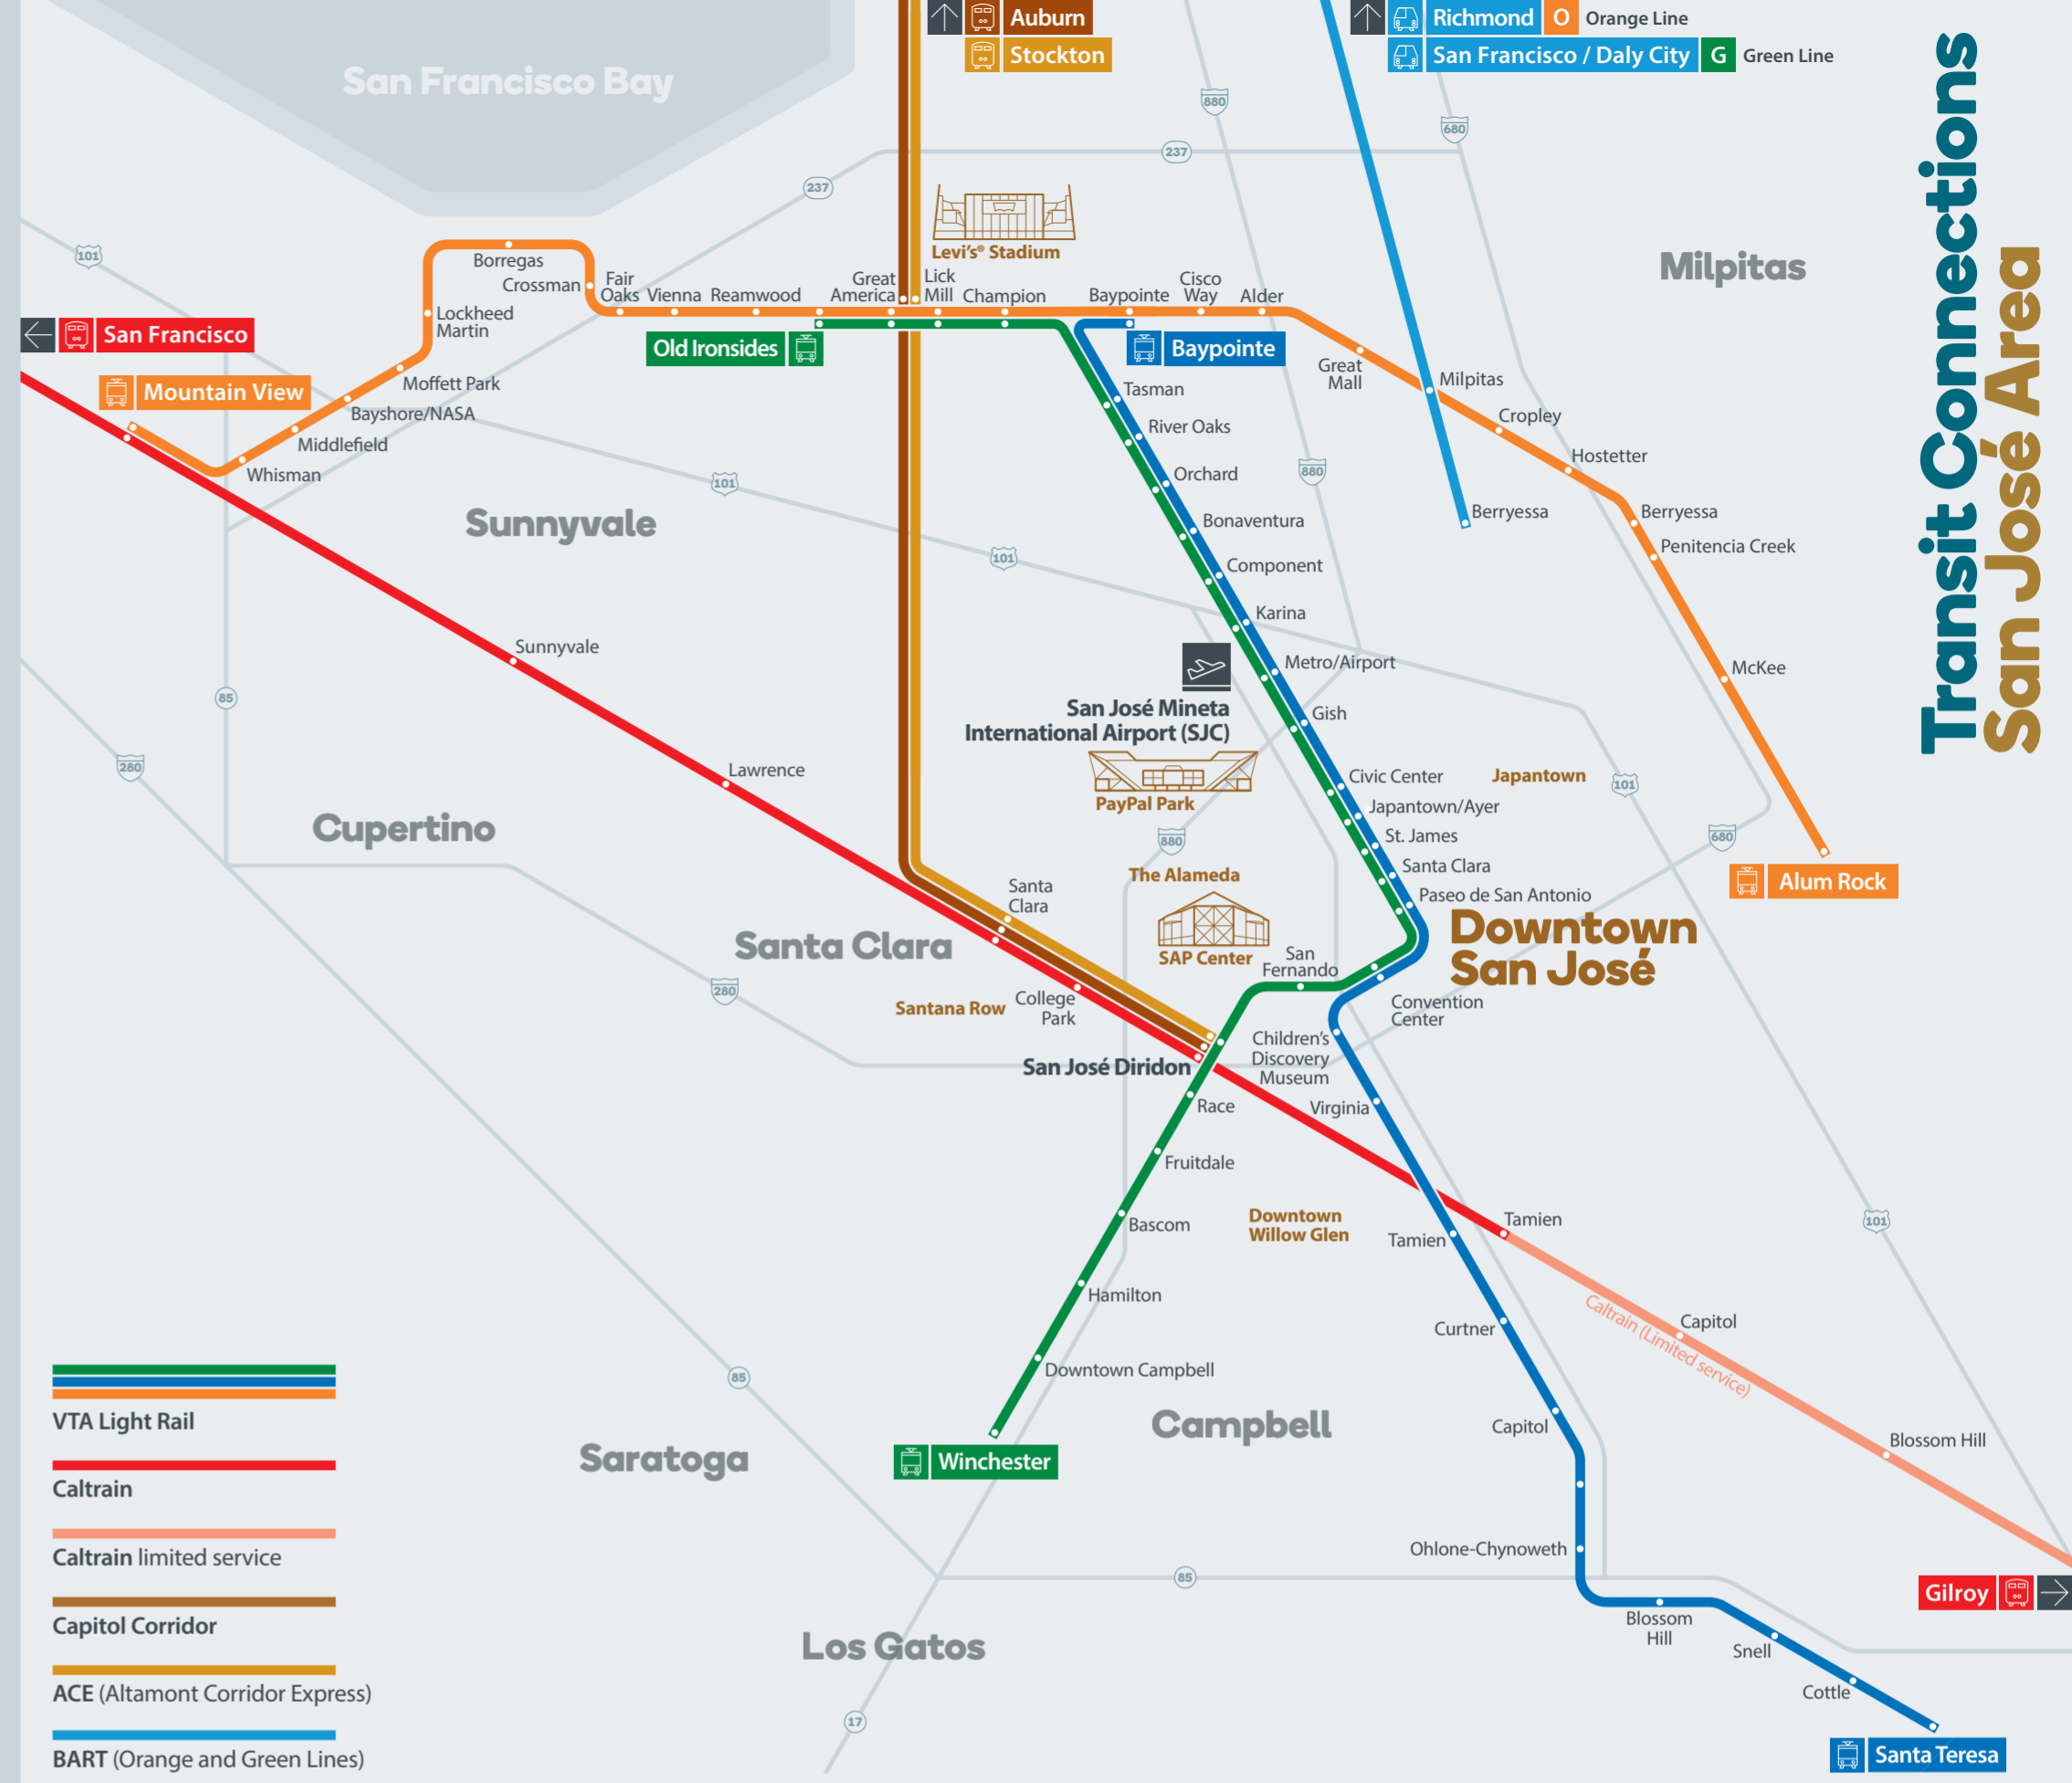 Transit Connections
San José Area
Auburn
Stockton
Richmond O Orange Line
San Francisco / Daly City G Green Line
San Francisco Bay
880
680
237
237
Levi's® Stadium
Milpitas
101
Borregas
Crossman
Fair
Oaks
Vienna
Reamwood
Great
America
Lick
Mill
Champion
Baypointe
Cisco
Way
Alder
Lockheed
Martin
San Francisco
Old Ironsides
Baypointe
Great
Mall
Milpitas
Mountain View
Moffett Park
Bayshore/NASA
Middlefield
Whisman
Tasman
River Oaks
Orchard
Bonaventura
Component
Karina
Metro/Airport
Gish
Cropley
Hostetter
Berryessa
Berryessa
Penitencia Creek
McKee
880
101
101
Sunnyvale
Sunnyvale
85
280
San José Mineta
International Airport (SJC)
PayPal Park
Lawrence
Civic Center
Japantown
Japantown/Ayer
St. James
Santa Clara
Paseo de San Antonio
101
680
880
Cupertino
The Alameda
Alum Rock
Santa
Clara
Downtown
San José
Santa Clara
SAP Center
San
Fernando
280
Santana Row
College
Park
Convention
Center
San José Diridon
Children's
Discovery
Museum
Race
Virginia
Fruitdale
Bascom
Downtown
Willow Glen
Tamien
Tamien
101
Hamilton
Curtner
Caltrain (Limited service)
Capitol
Downtown Campbell
85
Campbell
Capitol
Blossom Hill
Saratoga
Winchester
Ohlone-Chynoweth
85
Gilroy
Blossom
Hill
Snell
Los Gatos
Cottle
17
Santa Teresa
VTA Light Rail
Caltrain
Caltrain limited service
Capitol Corridor
ACE (Altamont Corridor Express)
BART (Orange and Green Lines)